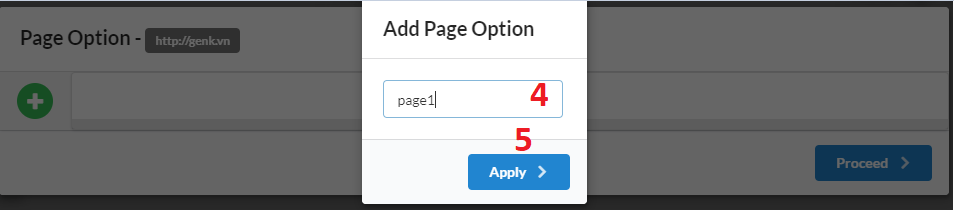 Add Page Option
Page Option - http://genk.vn
page1 4
5
Apply
Proceed